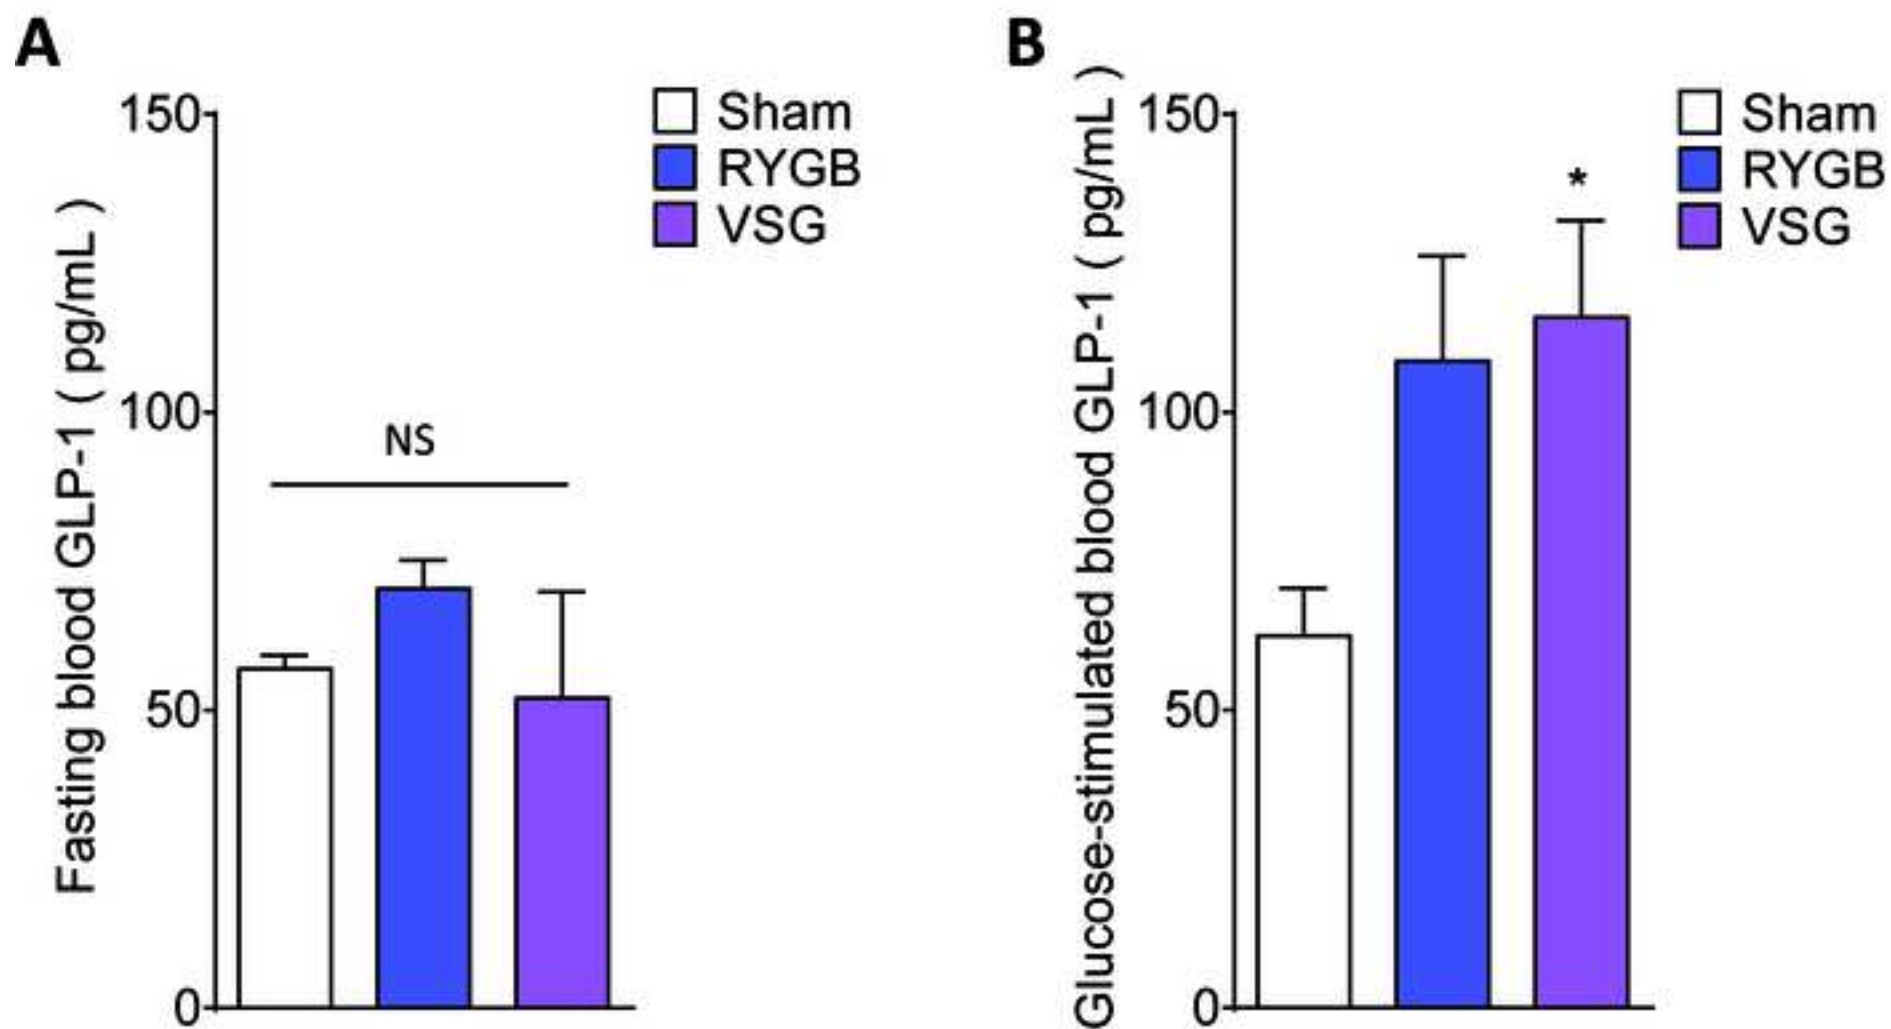 A
Fasting blood GLP-1 ( pg/mL )
150
100
50
0
NS
Sham
RYGB
VSG
B
Glucose-stimulated blood GLP-1 ( pg/mL )
150
100
50
0
*
Sham
RYGB
VSG